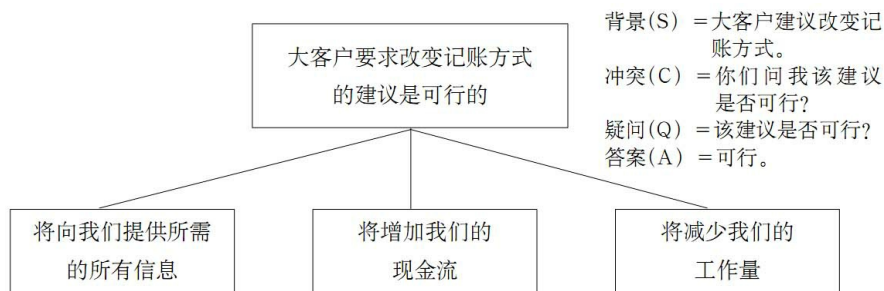 大客户要求改变记账方式
的建议是可行的
背景(S)=大客户建议改变记
账方式。
冲突(C)=你们问我该建议
是否可行?
疑问(Q)=该建议是否可行?
答案(A)=可行。
将向我们提供所需
的所有信息
将增加我们的
现金流
将减少我们的
工作量